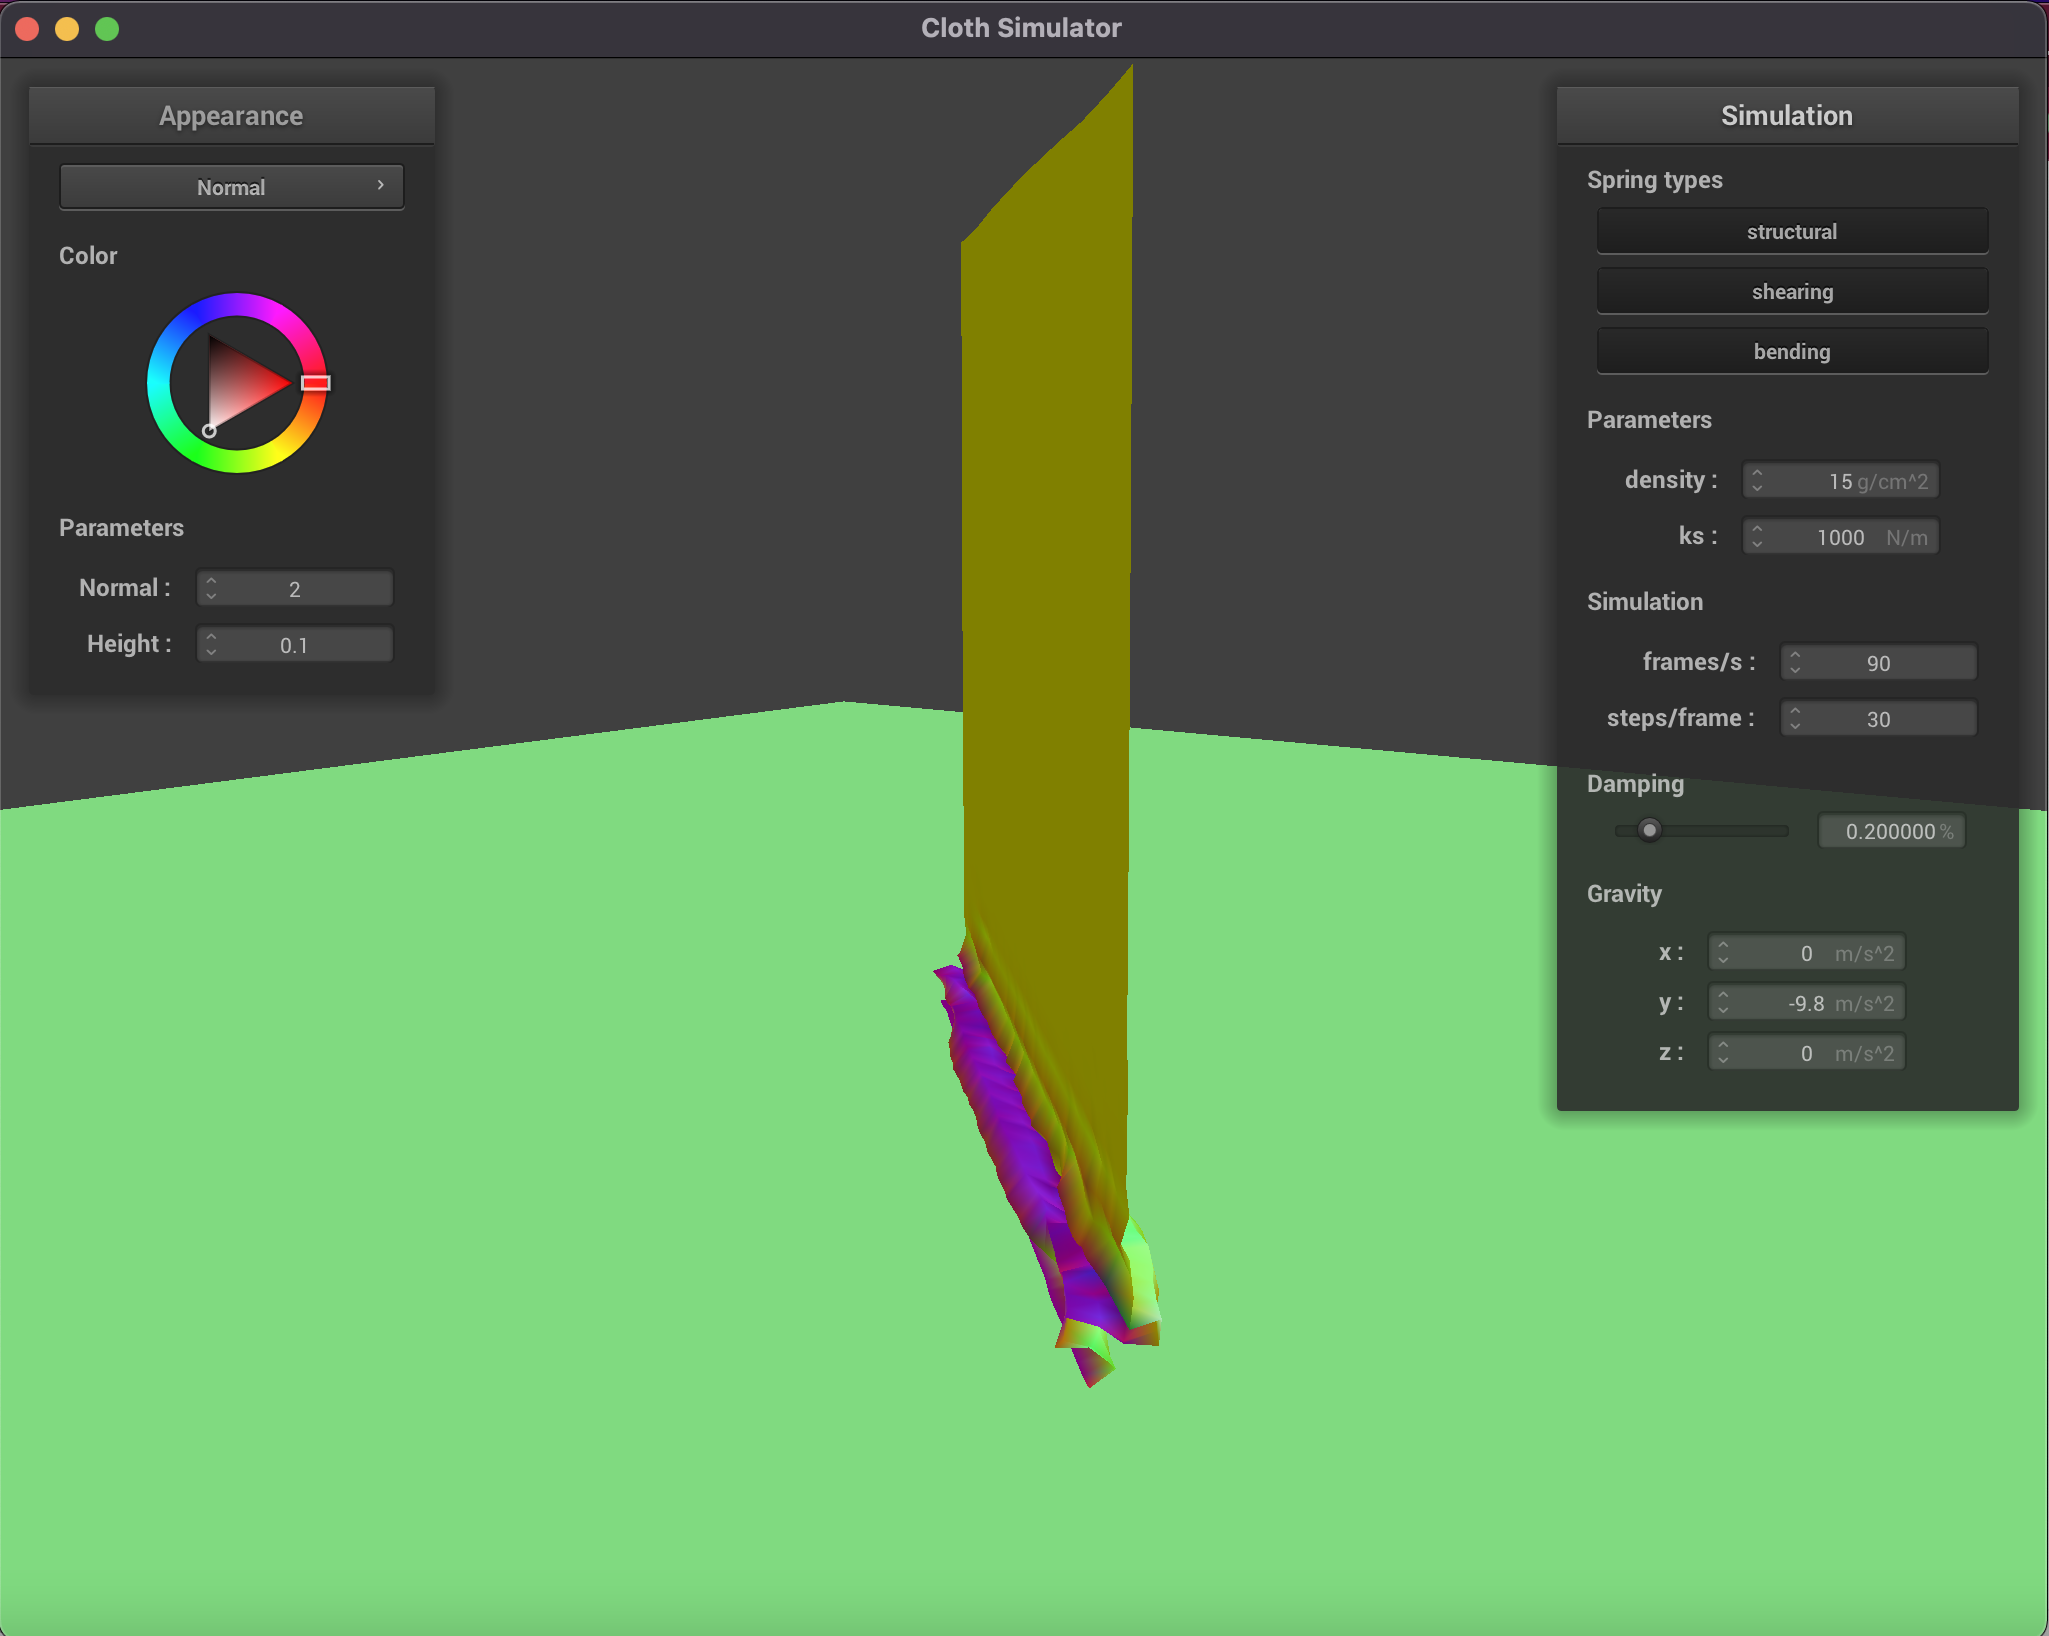 Cloth Simulator
Appearance
Normal
Color
Parameters
Normal : 2
Height : 0.1
Simulation
Spring types
structural
shearing
bending
Parameters
density : 15 g/cm^2
ks : 1000 N/m
Simulation
frames/s : 90
steps/frame : 30
Damping
0.200000 %
Gravity
x : 0 m/s^2
y : -9.8 m/s^2
z : 0 m/s^2